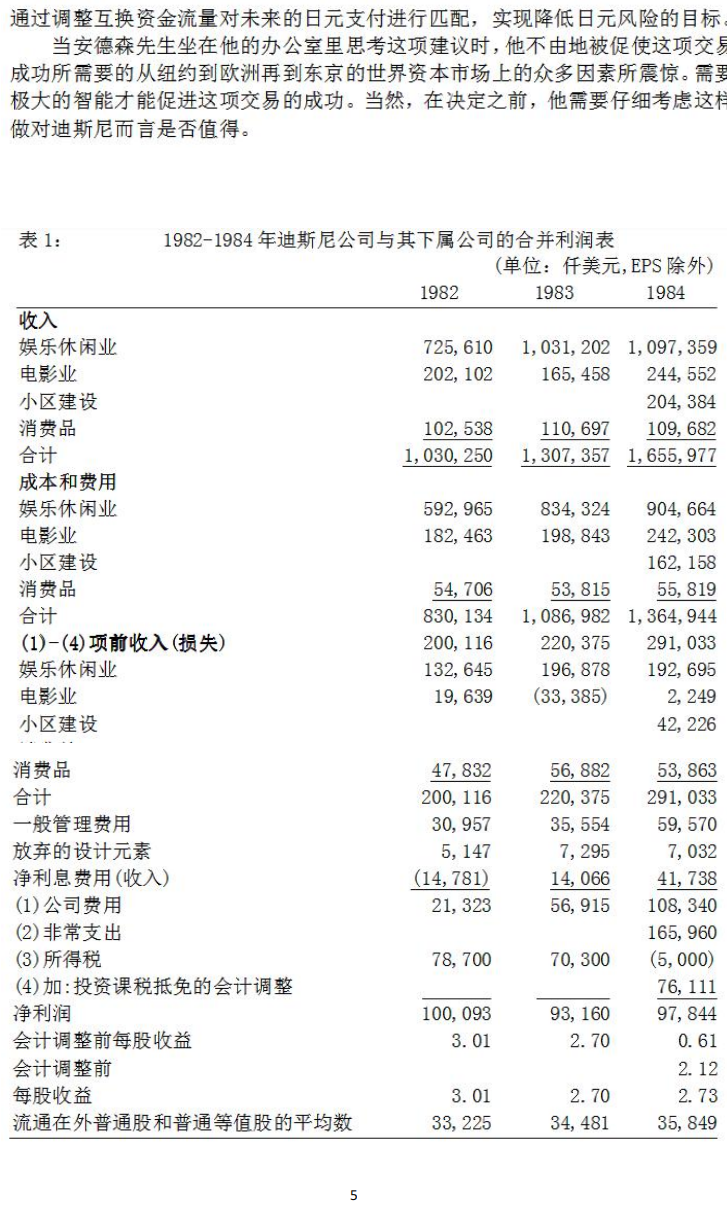 通过调整互换资金流量对未来的日元支付进行匹配，实现降低日元风险的目标。
当安德森先生坐在他的办公室里思考这项建议时，他不由地被促使这项交易
成功所需要的从纽约到欧洲再到东京的世界资本市场上的众多因素所震惊。需要
极大的智能才能促进这项交易的成功。当然，在决定之前，他需要仔细考虑这样
做对迪斯尼而言是否值得。
表 1： 1982-1984 年迪斯尼公司与其下属公司的合并利润表
(单位：仟美元,EPS 除外)
1982 1983 1984
收入
娱乐休闲业 725,610 1,031,202 1,097,359
电影业 202,102 165,458 244,552
小区建设 204,384
消费品 102,538 110,697 109,682
合计 1,030,250 1,307,357 1,655,977
成本和费用
娱乐休闲业 592,965 834,324 904,664
电影业 182,463 198,843 242,303
小区建设 162,158
消费品 54,706 53,815 55,819
合计 830,134 1,086,982 1,364,944
(1)-(4)项前收入(损失) 200,116 220,375 291,033
娱乐休闲业 132,645 196,878 192,695
电影业 19,639 (33,385) 2,249
小区建设 42,226
消费品 47,832 56,882 53,863
合计 200,116 220,375 291,033
一般管理费用 30,957 35,554 59,570
放弃的设计元素 5,147 7,295 7,032
净利息费用(收入) (14,781) 14,066 41,738
(1)公司费用 21,323 56,915 108,340
(2)非常支出 165,960
(3)所得税 78,700 70,300 (5,000)
(4)加:投资课税抵免的会计调整 76,111
净利润 100,093 93,160 97,844
会计调整前每股收益 3.01 2.70 0.61
会计调整前 2.12
每股收益 3.01 2.70 2.73
流通在外普通股和普通等值股的平均数 33,225 34,481 35,849
5